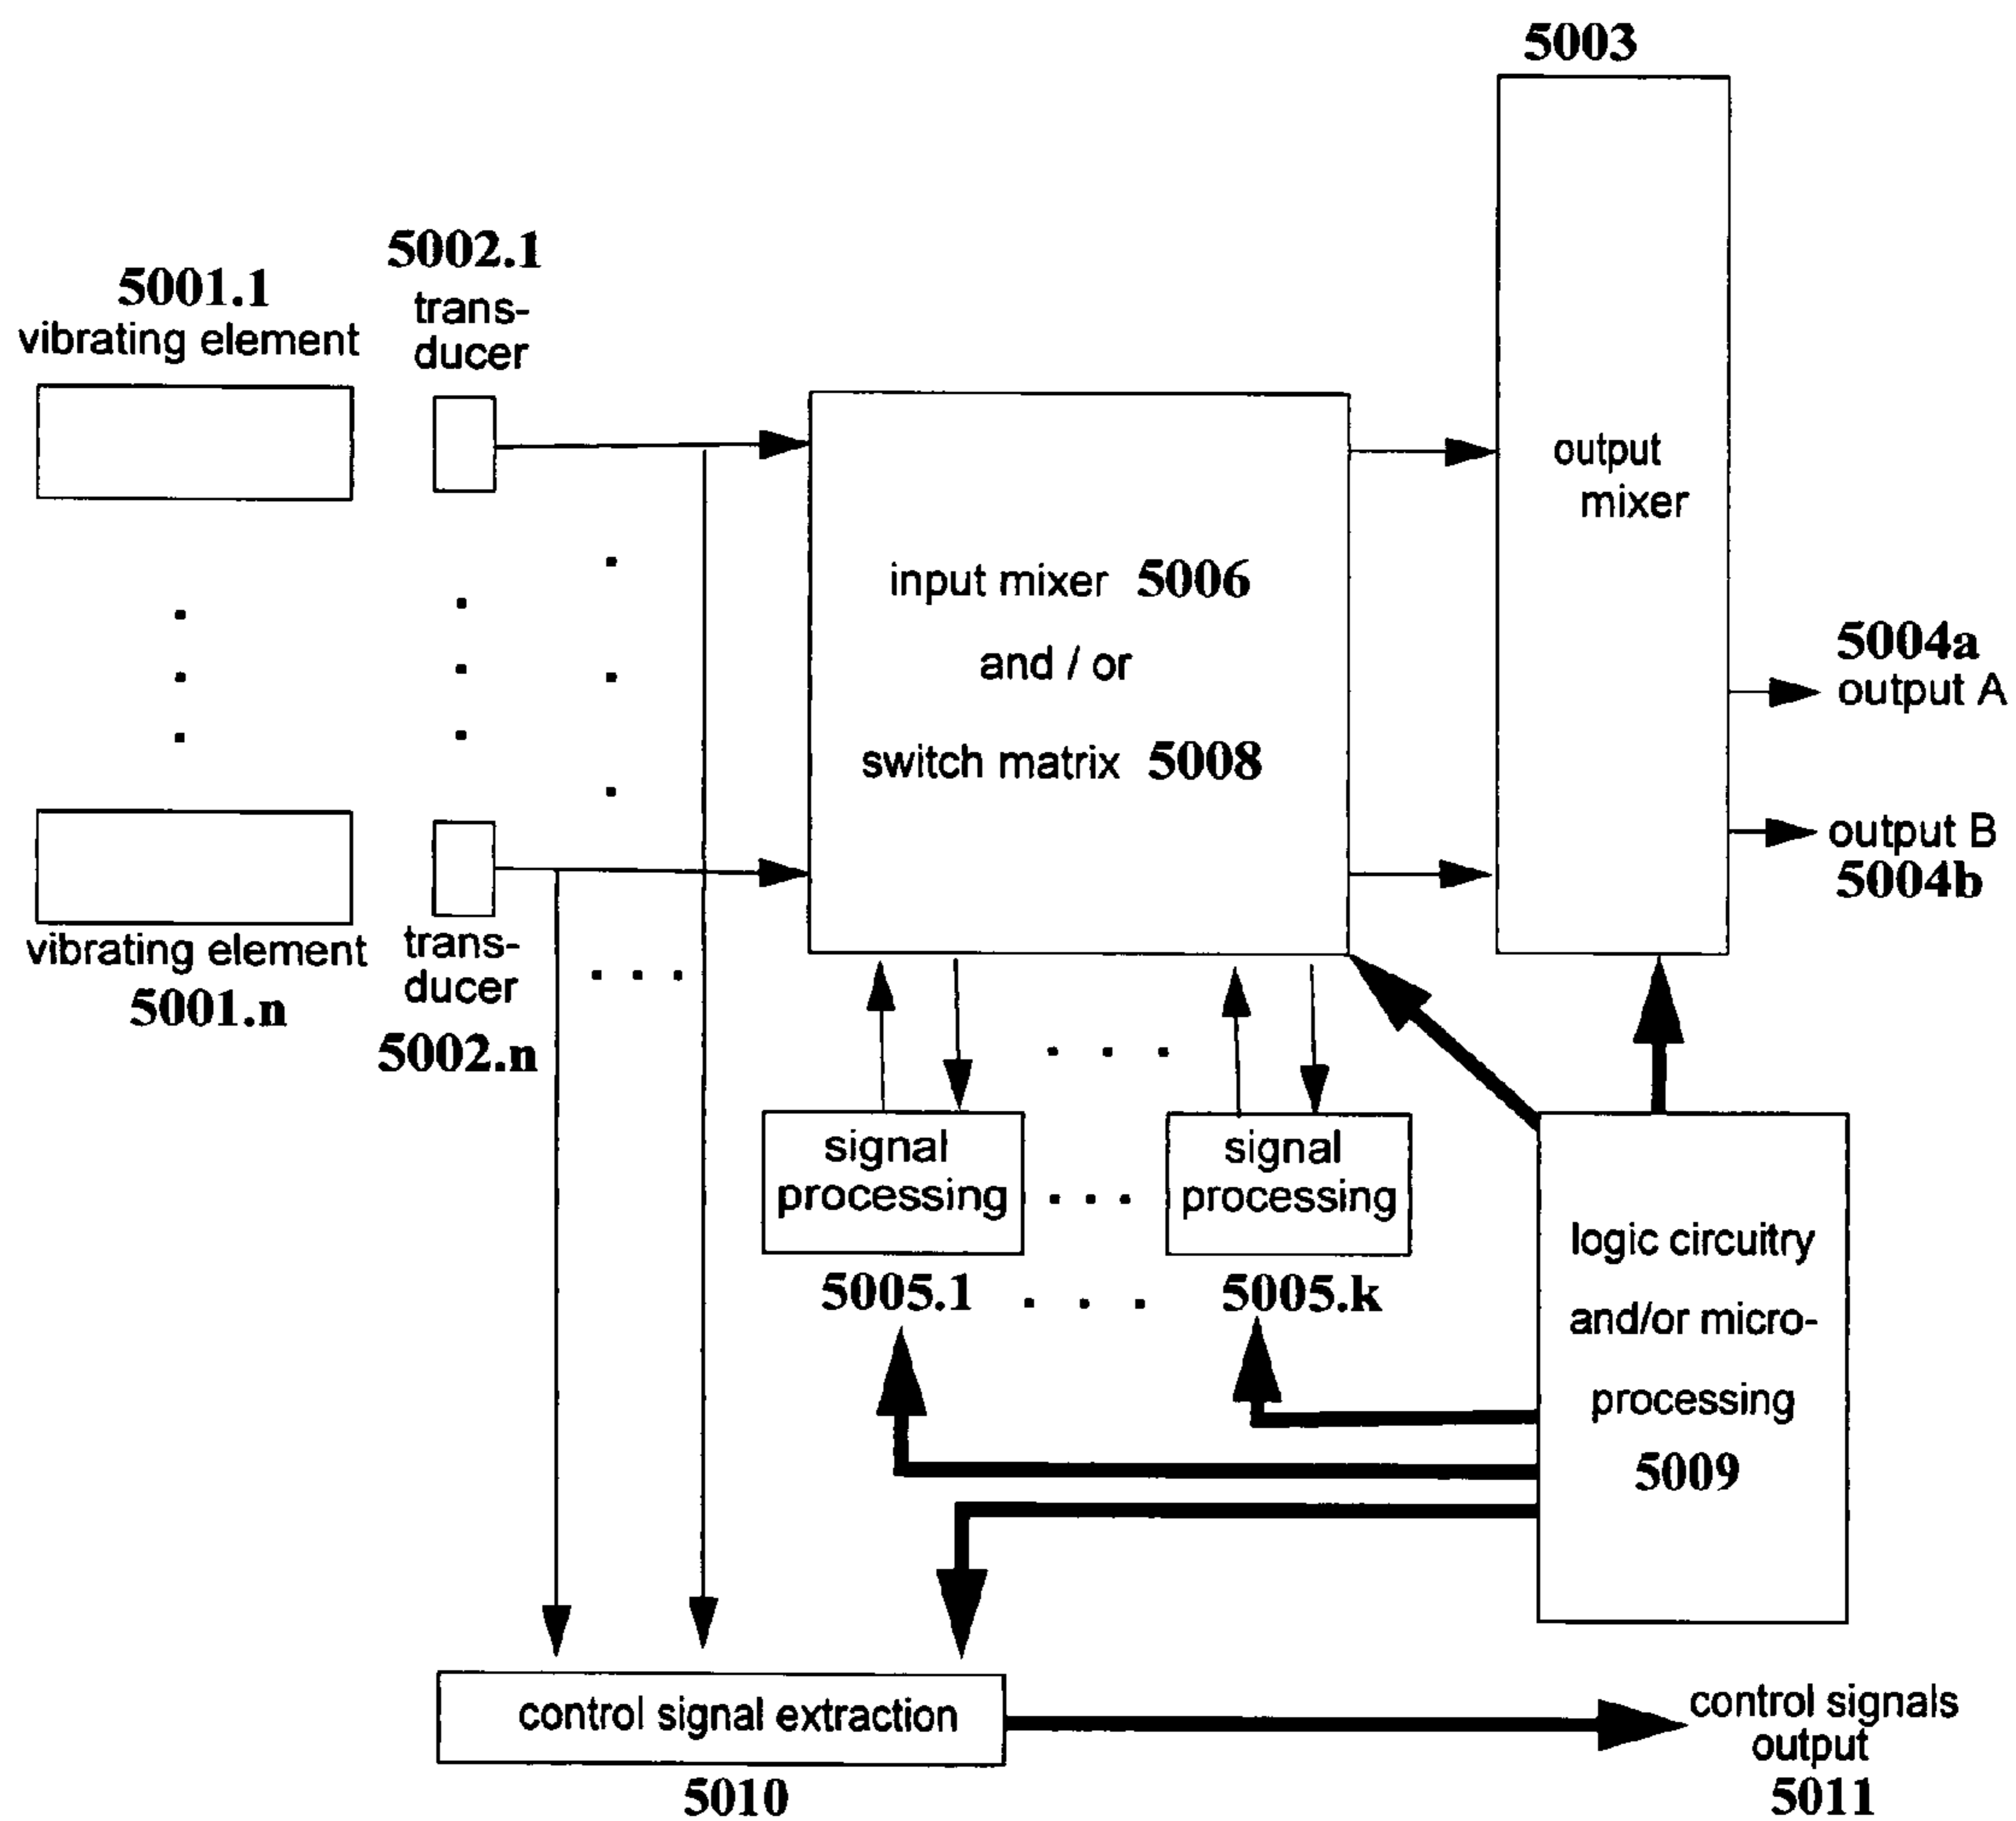 5003
5002.1
trans-
ducer
5001.1
vibrating element
output
mixer
input mixer 5006
and / or
switch matrix 5008
5004a
output A
output B
5004b
vibrating element
5001.n
trans-
ducer
5002.n
signal
processing
signal
processing
5005.1
5005.k
logic circuitry
and/or micro-
processing
5009
control signal extraction
5010
control signals
output
5011